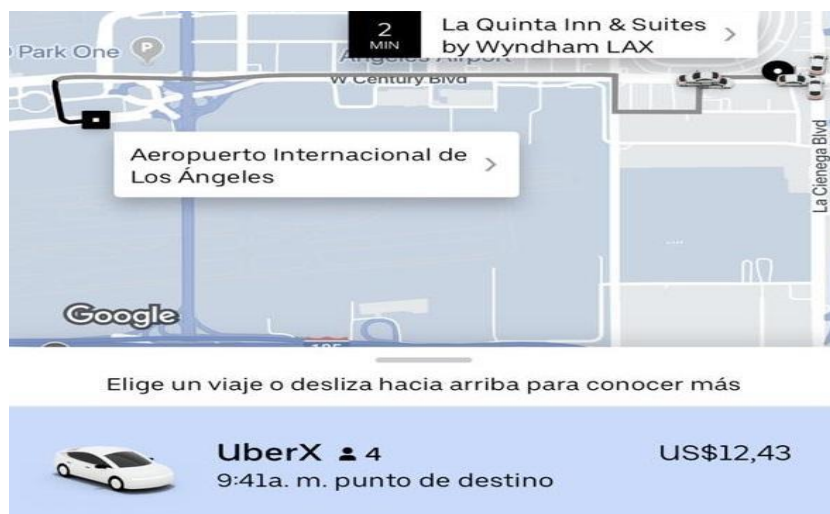 2
MIN
La Quinta Inn & Suites
by Wyndham LAX
Park One
P
W Century Blvd
Aeropuerto Internacional de
Los Ángeles
La Cienega Blvd
Google
Elige un viaje o desliza hacia arriba para conocer más
UberX 4
US$12,43
9:41a. m. punto de destino